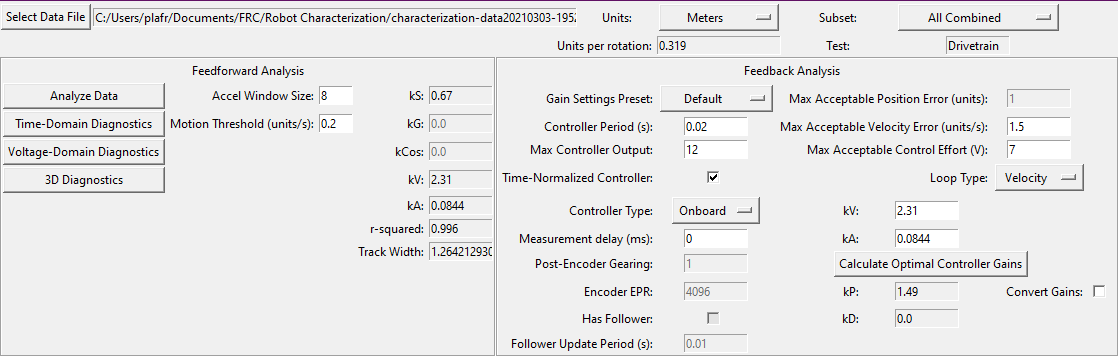 Select Data File C:/Users/plafr/Documents/FRC/Robot Characterization/characterization-data20210303-195 Units: Meters Subset: All Combined
Units per rotation: 0.319 Test: Drivetrain
Feedforward Analysis
Analyze Data Accel Window Size: 8 kS: 0.67
Time-Domain Diagnostics Motion Threshold (units/s): 0.2 kG: 0.0
Voltage-Domain Diagnostics kCos: 0.0
3D Diagnostics kV: 2.31
kA: 0.0844
r-squared: 0.996
Track Width: 1.264212930
Feedback Analysis
Gain Settings Preset: Default Max Acceptable Position Error (units): 1
Controller Period (s): 0.02 Max Acceptable Velocity Error (units/s): 1.5
Max Controller Output: 12 Max Acceptable Control Effort (V): 7
Time-Normalized Controller: Loop Type: Velocity
Controller Type: Onboard kV: 2.31
Measurement delay (ms): 0 kA: 0.0844
Post-Encoder Gearing: 1 Calculate Optimal Controller Gains
Encoder EPR: 4096 kP: 1.49 Convert Gains:
Has Follower: kD: 0.0
Follower Update Period (s): 0.01